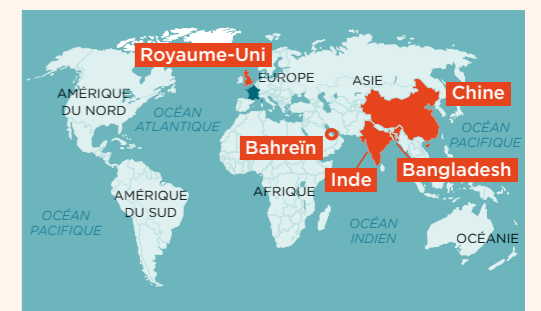 Royaume-Uni
EUROPE
ASIE
AMÉRIQUE
DU NORD
Chine
OCÉAN
ATLANTIQUE
OCÉAN
PACIFIQUE
Bahreïn
Bangladesh
Inde
AFRIQUE
AMÉRIQUE
DU SUD
OCÉAN
PACIFIQUE
OCÉAN
INDIEN
OCÉANIE